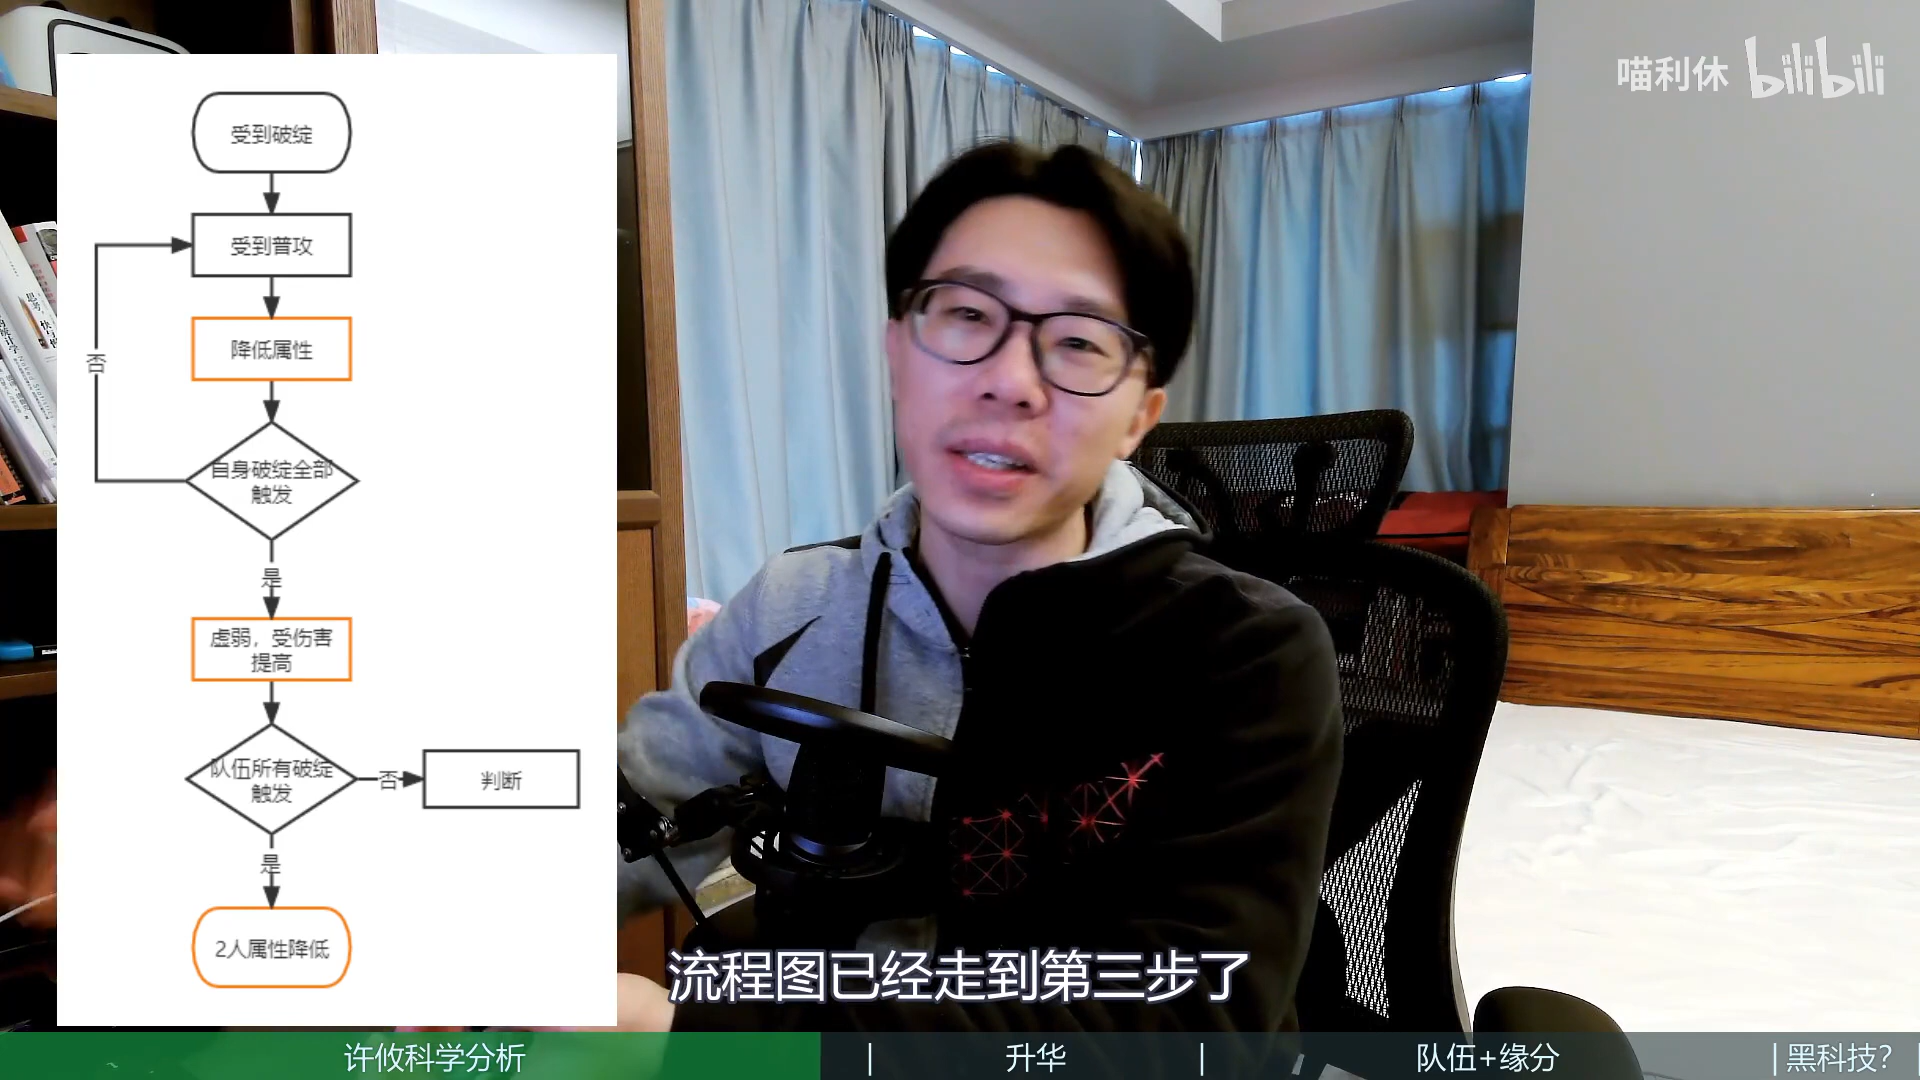 喵利休 bilibili
受到破绽
受到普攻
降低属性
否
自身破绽全部
触发
是
虚弱，受伤害
提高
队伍所有破绽
触发
否
判断
是
2人属性降低
流程图已经走到第三步了
许攸科学分析
升华
队伍+缘分
黑科技？